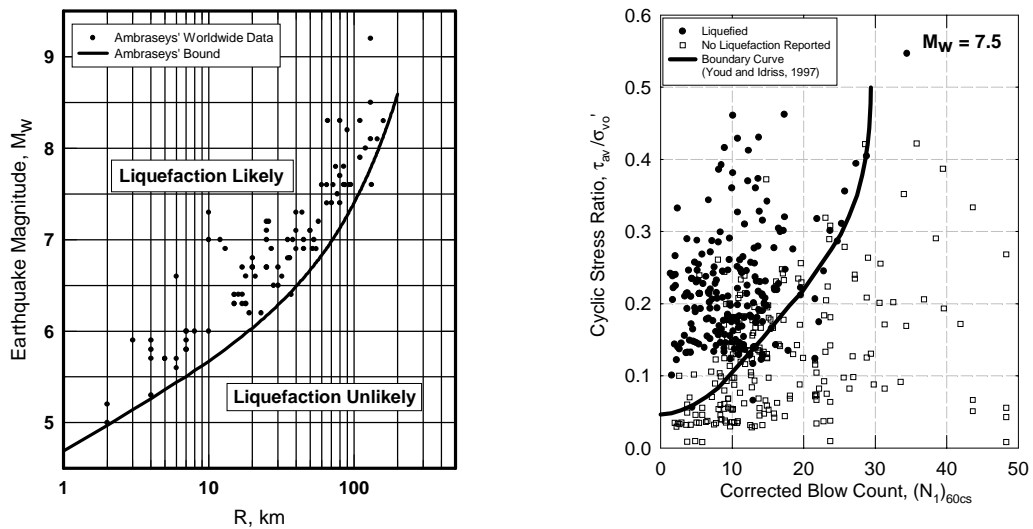 Ambraseys' Worldwide Data
Ambraseys' Bound
9
8
7
6
5
Earthquake Magnitude, M_W
Liquefaction Likely
Liquefaction Unlikely
1
10
100
R, km
Liquefied
No Liquefaction Reported
Boundary Curve
(Youd and Idriss, 1997)
M_W = 7.5
0.6
0.5
0.4
0.3
0.2
0.1
0.0
Cyclic Stress Ratio, τ_av/σ_vo'
0 10 20 30 40 50
Corrected Blow Count, (N_1)_60cs